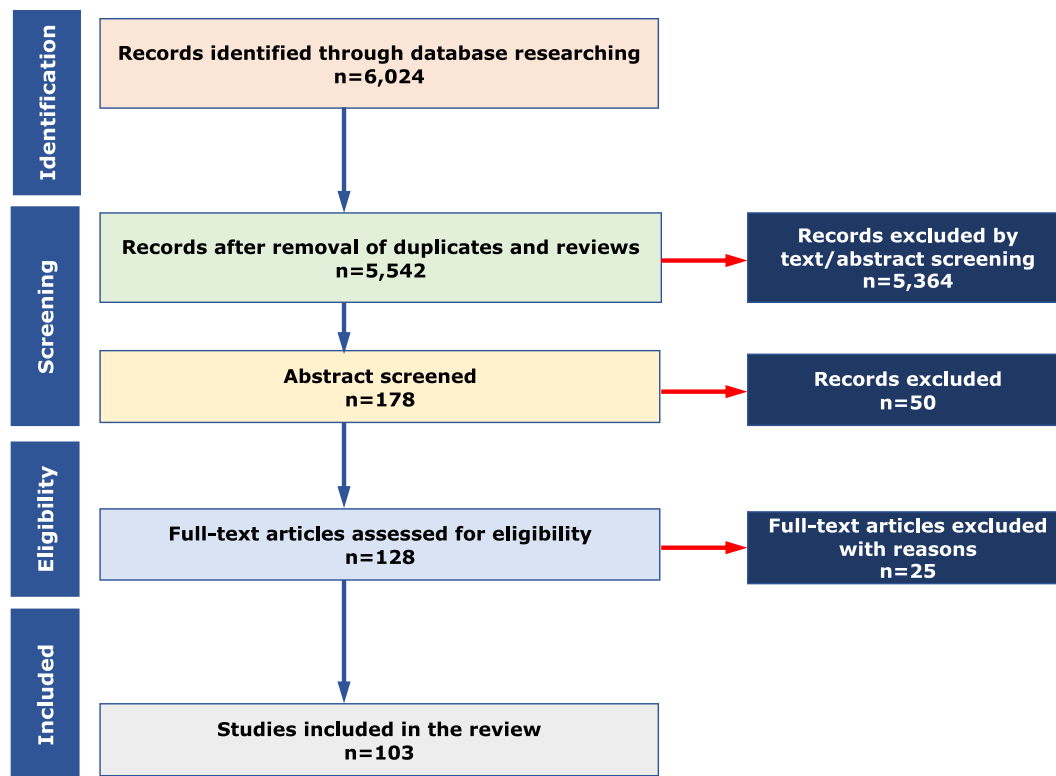 Identification
Records identified through database researching
n=6,024
Screening
Records after removal of duplicates and reviews
n=5,542
Records excluded by
text/abstract screening
n=5,364
Abstract screened
n=178
Records excluded
n=50
Eligibility
Full-text articles assessed for eligibility
n=128
Full-text articles excluded
with reasons
n=25
Included
Studies included in the review
n=103